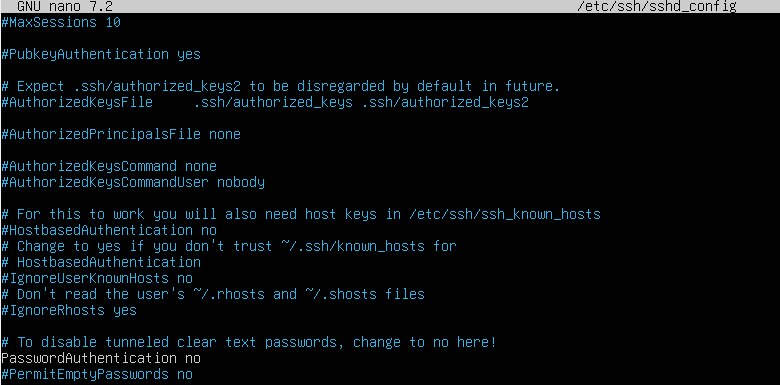 GNU nano 7.2 /etc/ssh/sshd_config
#MaxSessions 10
#PubkeyAuthentication yes
# Expect .ssh/authorized_keys2 to be disregarded by default in future.
#AuthorizedKeysFile     .ssh/authorized_keys .ssh/authorized_keys2
#AuthorizedPrincipalsFile none
#AuthorizedKeysCommand none
#AuthorizedKeysCommandUser nobody
# For this to work you will also need host keys in /etc/ssh/ssh_known_hosts
#HostbasedAuthentication no
# Change to yes if you don't trust ~/.ssh/known_hosts for
# HostbasedAuthentication
#IgnoreUserKnownHosts no
# Don't read the user's ~/.rhosts and ~/.shosts files
#IgnoreRhosts yes
# To disable tunneled clear text passwords, change to no here!
PasswordAuthentication no
#PermitEmptyPasswords no